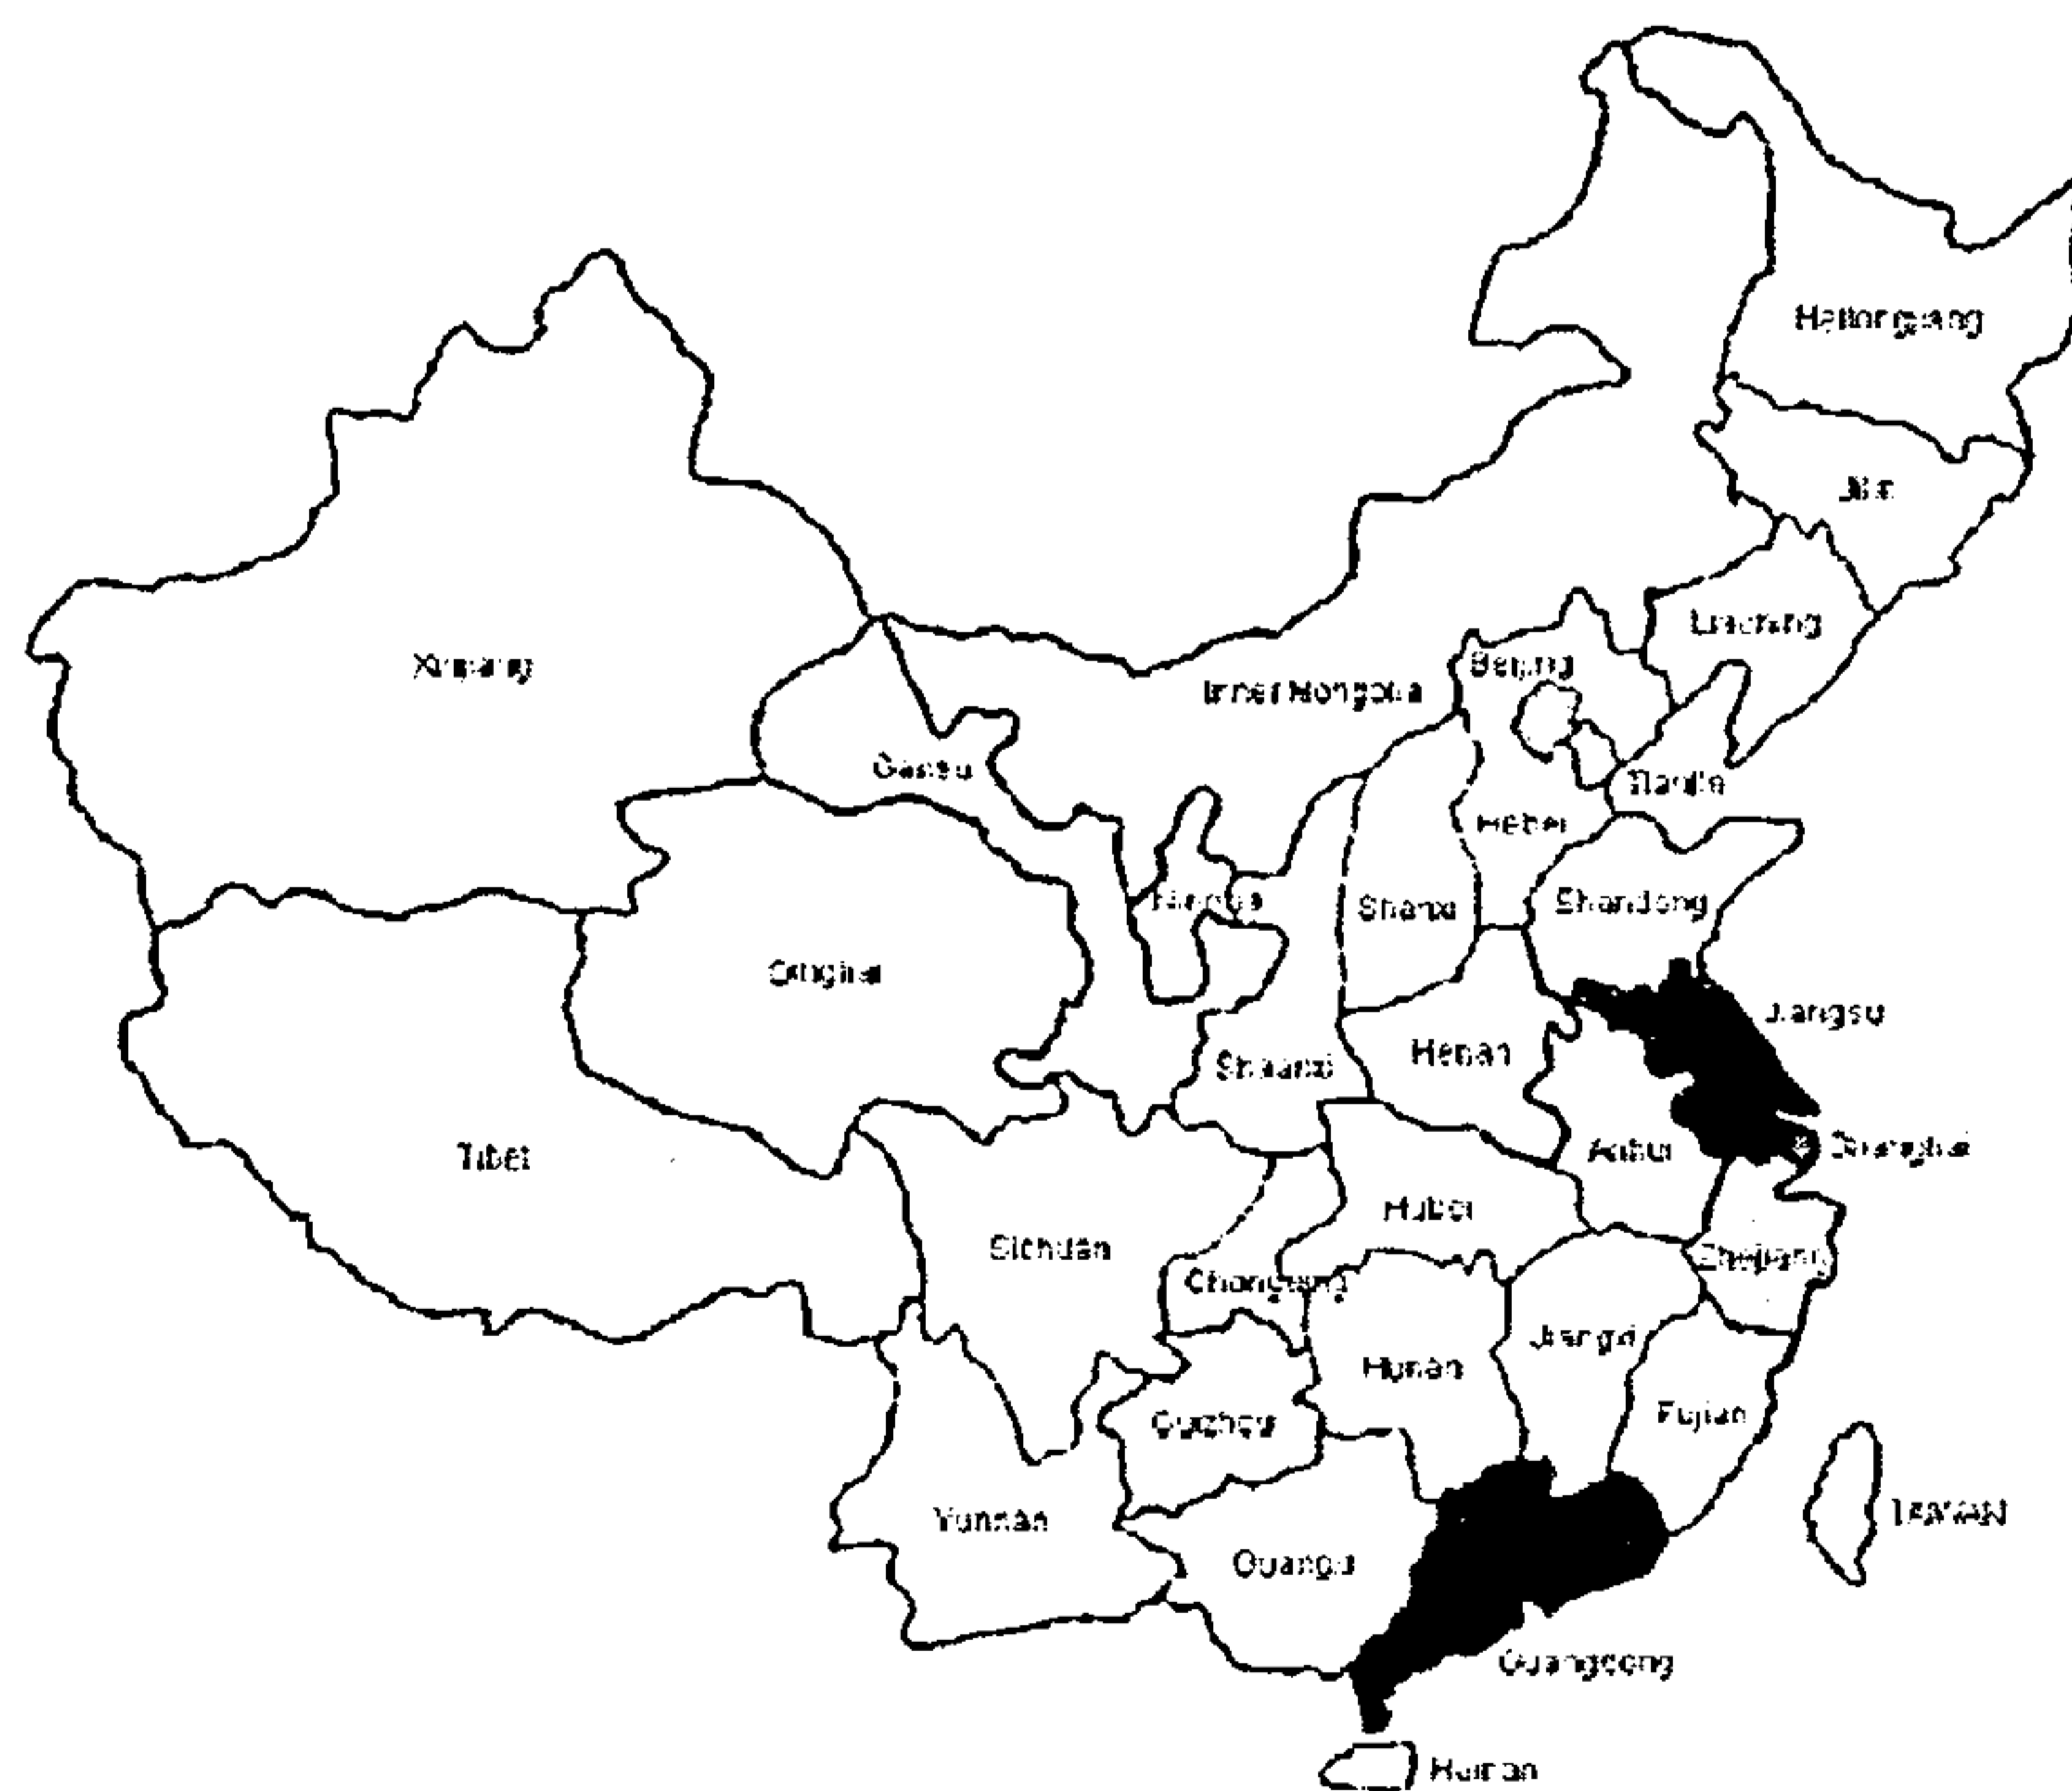 Heilongjiang
Jilin
Liaoning
Beijing
Xinjiang
Inner Mongolia
Gansu
Tianjin
Hebei
Ningxia
Shanxi
Shandong
Qinghai
Jiangsu
Shaanxi
Henan
Tibet
Anhui
Shanghai
Hubei
Sichuan
Zhejiang
Chongqing
Jiangxi
Hunan
Fujian
Guizhou
Yunnan
Taiwan
Guangxi
Guangdong
Hainan